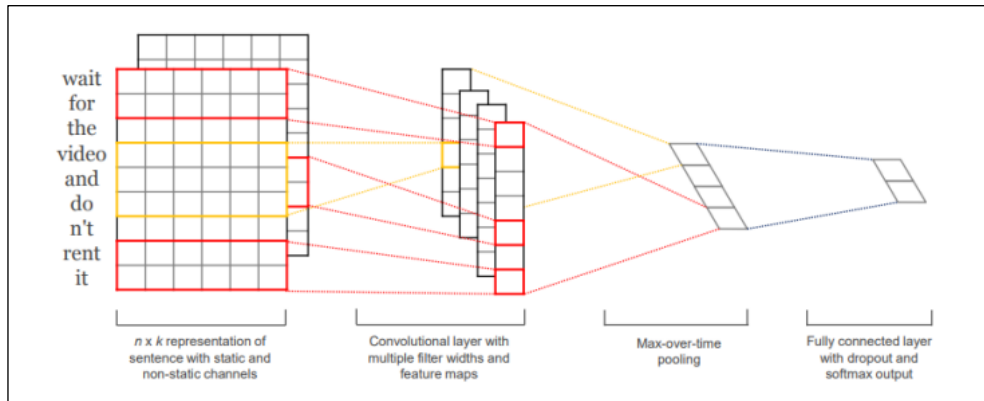 wait
for
the
video
and
do
n't
rent
it
n x k representation of
sentence with static and
non-static channels
Convolutional layer with
multiple filter widths and
feature maps
Max-over-time
pooling
Fully connected layer
with dropout and
softmax output